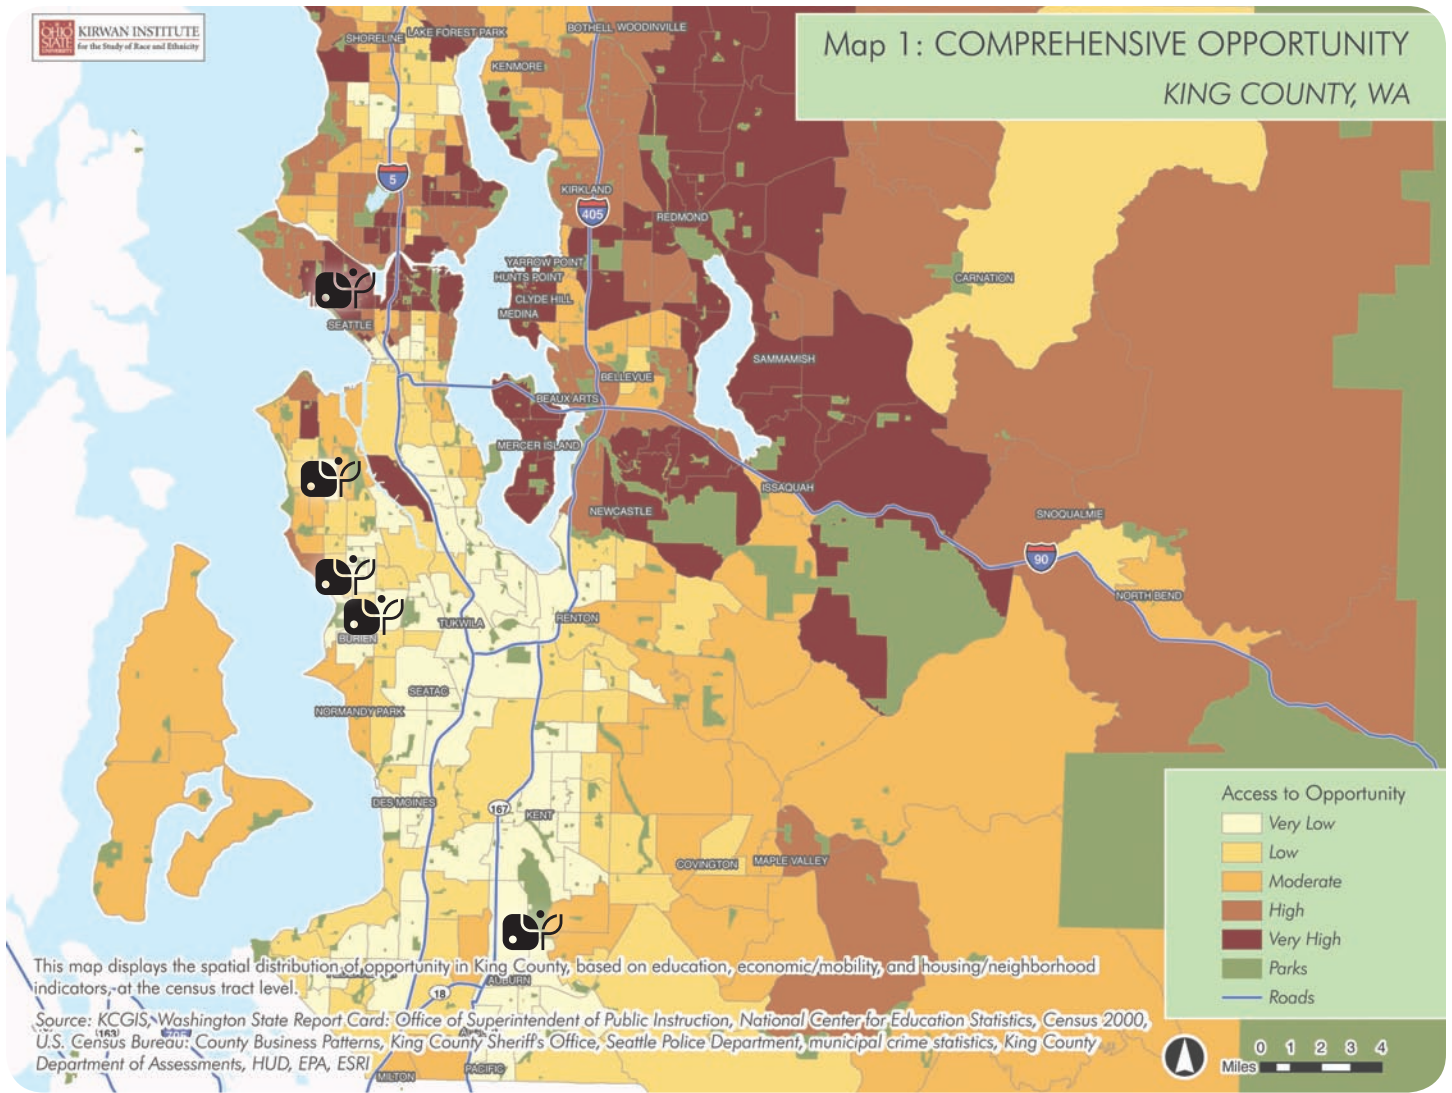 THE
OHIO
STATE
UNIVERSITY
KIRWAN INSTITUTE
for the Study of Race and Ethnicity
Map 1: COMPREHENSIVE OPPORTUNITY
KING COUNTY, WA
SHORELINE
LAKE FOREST PARK
BOTHELL
WOODINVILLE
KENMORE
5
KIRKLAND
405
REDMOND
YARROW POINT
HUNTS POINT
CLYDE HILL
MEDINA
CARNATION
SEATTLE
SAMMAMISH
BELLEVUE
BEAUX ARTS
MERCER ISLAND
ISSAQUAH
NEWCASTLE
SNOQUALMIE
90
NORTH BEND
RENTON
TUKWILA
BURIEN
SEATAC
NORMANDY PARK
DES MOINES
167
KENT
COVINGTON
MAPLE VALLEY
Access to Opportunity
Very Low
Low
Moderate
High
Very High
Parks
Roads
This map displays the spatial distribution of opportunity in King County, based on education, economic/mobility, and housing/neighborhood
indicators, at the census tract level.
AUBURN
18
Source: KCGIS, Washington State Report Card: Office of Superintendent of Public Instruction, National Center for Education Statistics, Census 2000,
U.S. Census Bureau: County Business Patterns, King County Sheriff's Office, Seattle Police Department, municipal crime statistics, King County
Department of Assessments, HUD, EPA, ESRI
163
705
MILTON
PACIFIC
0 1 2 3 4
Miles